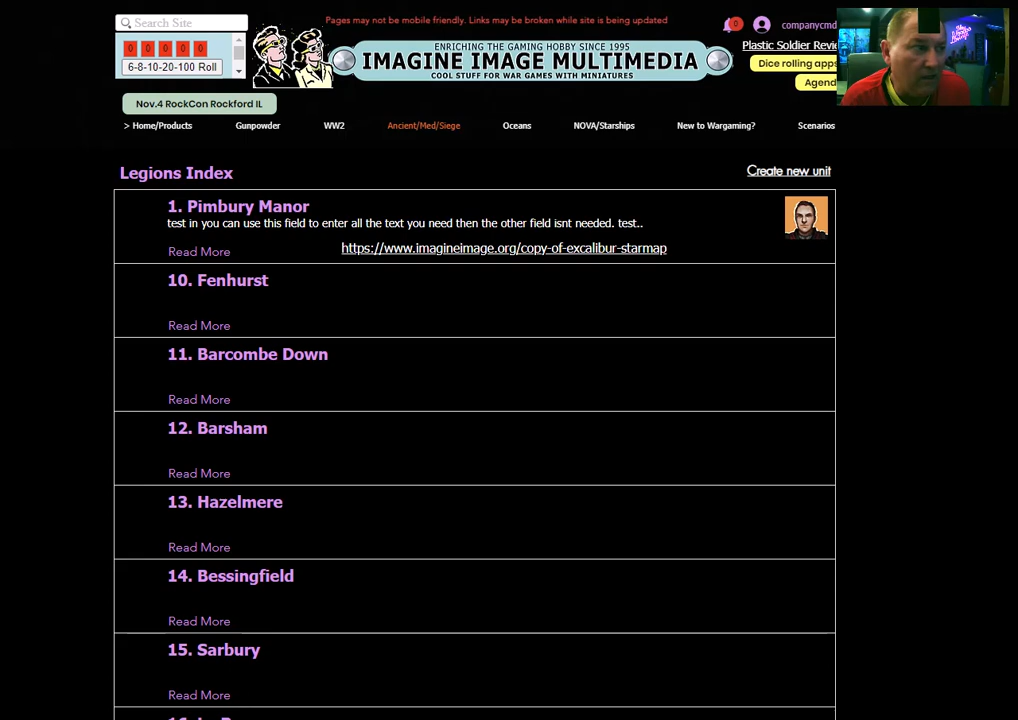 Pages may not be mobile friendly. Links may be broken while site is being updated
Search Site
0 0 0 0 0
6-8-10-20-100 Roll
ENRICHING THE GAMING HOBBY SINCE 1995
IMAGINE IMAGE MULTIMEDIA
COOL STUFF FOR WAR GAMES WITH MINIATURES
0
companycmd
Plastic Soldier Revie
Dice rolling apps
Agend
Nov.4 RockCon Rockford IL
> Home/Products Gunpowder WW2 Ancient/Med/Siege Oceans NOVA/Starships New to Wargaming? Scenarios
Legions Index
Create new unit
1. Pimbury Manor
test in you can use this field to enter all the text you need then the other field isnt needed. test..
Read More
https://www.imagineimage.org/copy-of-excalibur-starmap
10. Fenhurst
Read More
11. Barcombe Down
Read More
12. Barsham
Read More
13. Hazelmere
Read More
14. Bessingfield
Read More
15. Sarbury
Read More